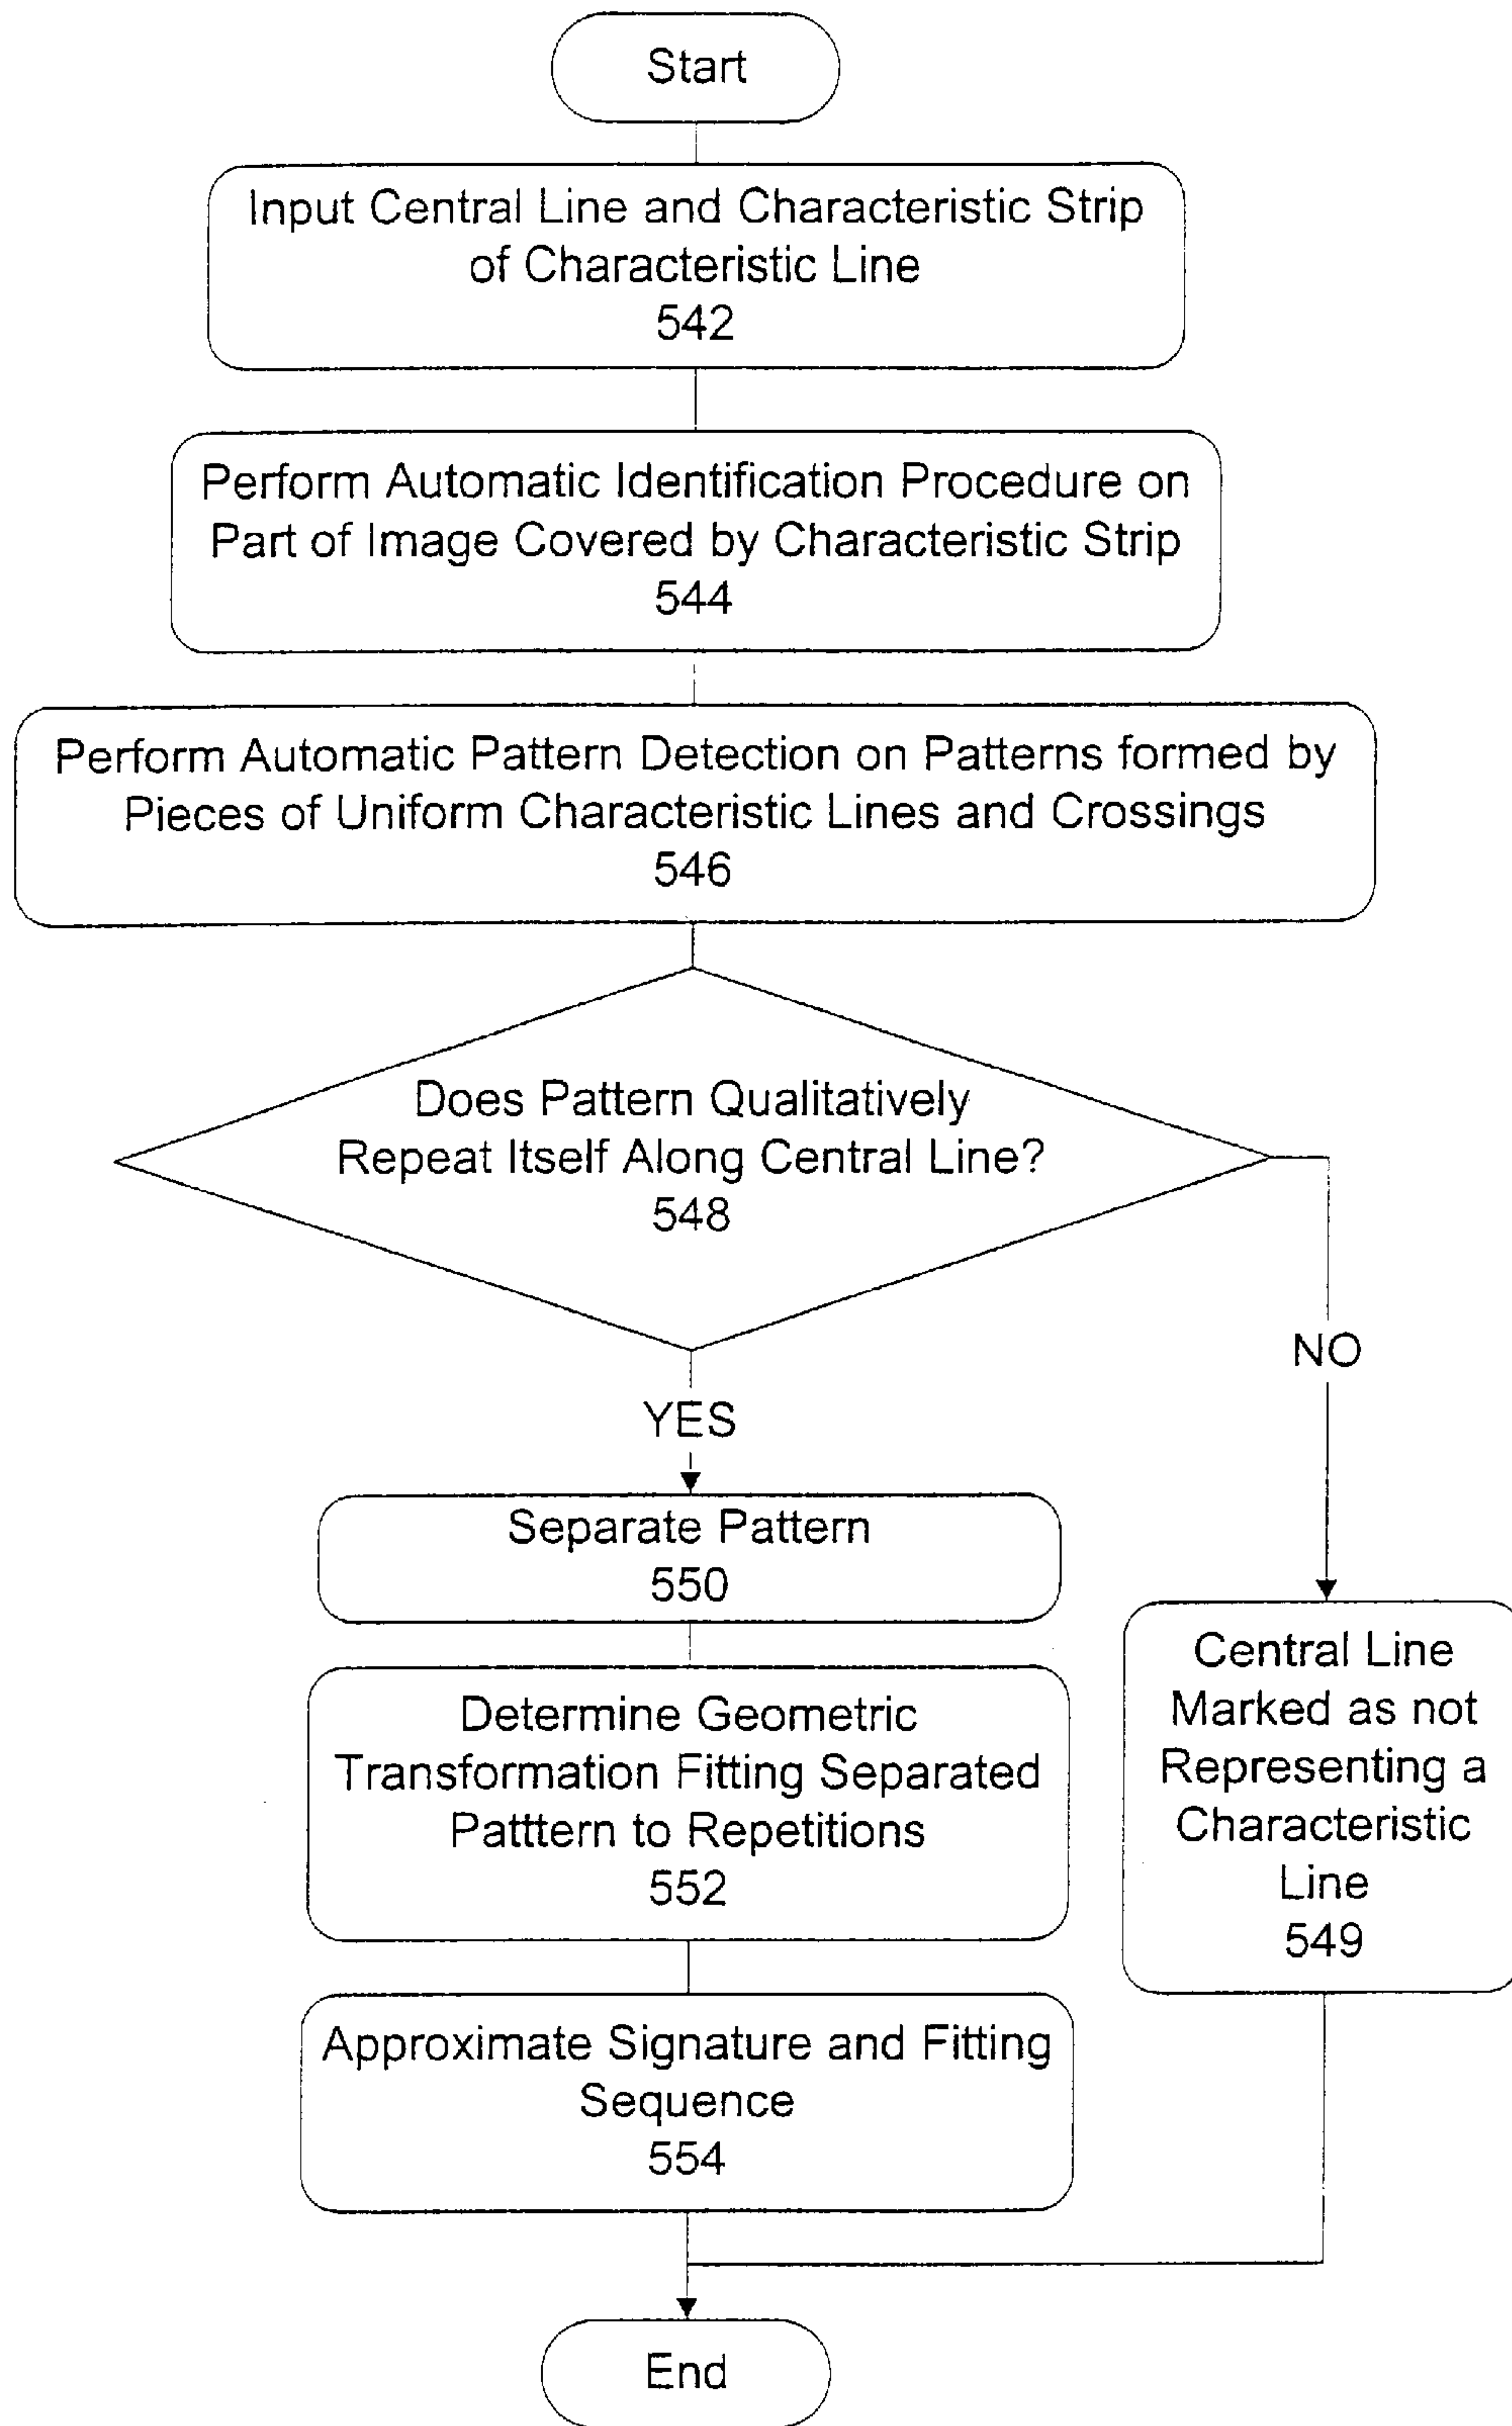 Start
Input Central Line and Characteristic Strip
of Characteristic Line
542
Perform Automatic Identification Procedure on
Part of Image Covered by Characteristic Strip
544
Perform Automatic Pattern Detection on Patterns formed by
Pieces of Uniform Characteristic Lines and Crossings
546
Does Pattern Qualitatively
Repeat Itself Along Central Line?
548
NO
YES
Separate Pattern
550
Determine Geometric
Transformation Fitting Separated
Patttern to Repetitions
552
Central Line
Marked as not
Representing a
Characteristic
Line
549
Approximate Signature and Fitting
Sequence
554
End